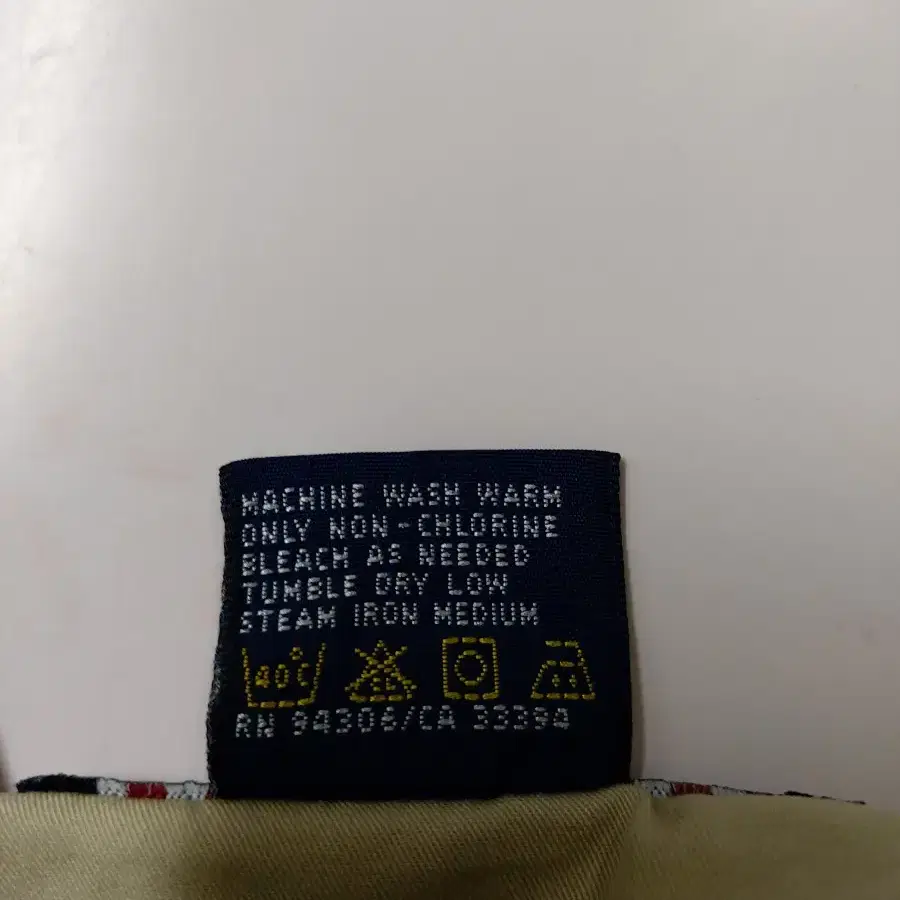 MACHINE WASH WARM
ONLY NON-CHLORINE
BLEACH AS NEEDED
TUMBLE DRY LOW
STEAM IRON MEDIUM
40°C CL
RN 94306/CA 33394